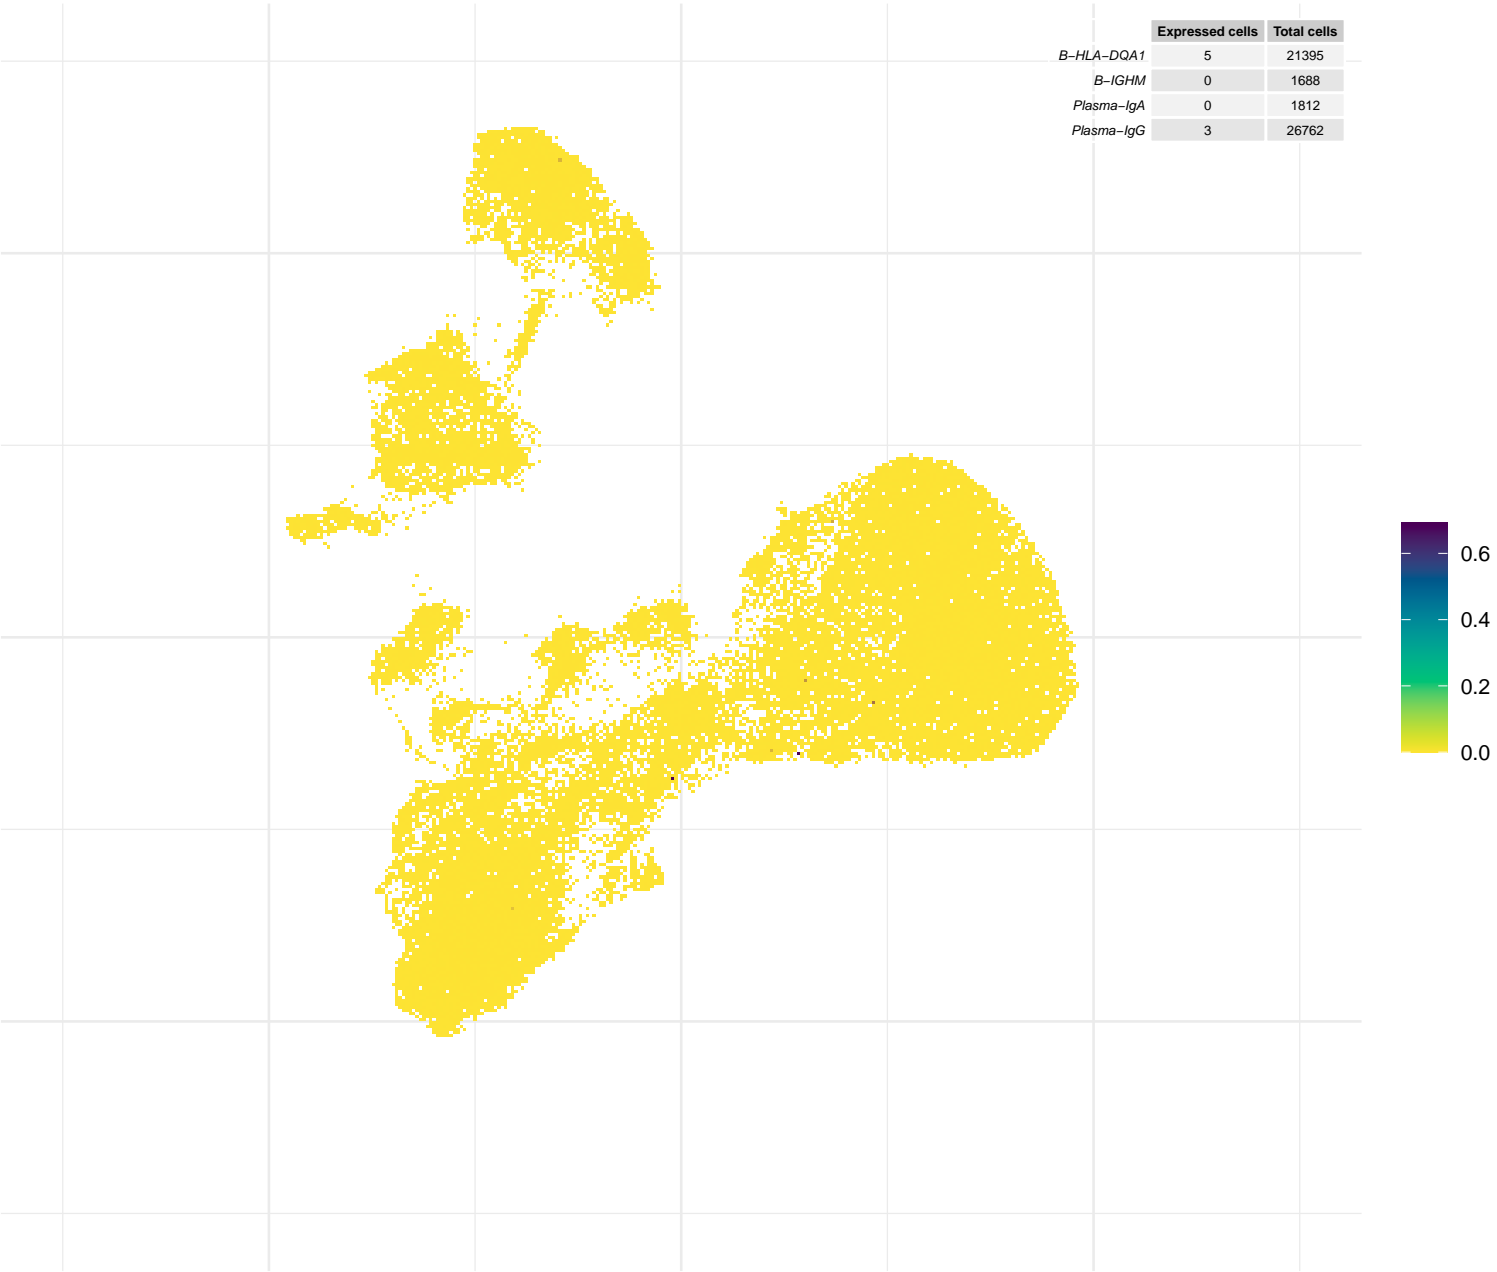 Expressed cells Total cells
B−HLA−DQA1 5 21395
B−IGHM 0 1688
Plasma−IgA 0 1812
Plasma−IgG 3 26762
0.6
0.4
0.2
0.0